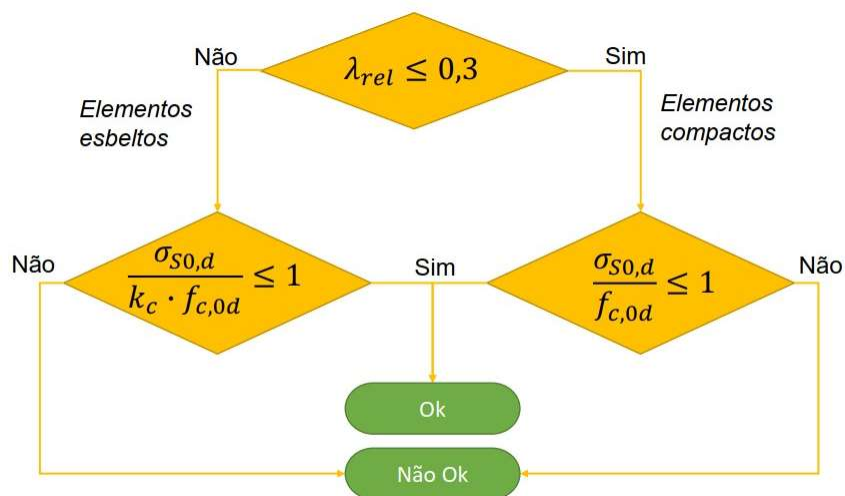 Não
λ_rel ≤ 0,3
Sim
Elementos
esbeltos
Elementos
compactos
Não
σ_S0,d / k_c · f_c,0d ≤ 1
Sim
σ_S0,d / f_c,0d ≤ 1
Não
Ok
Não Ok